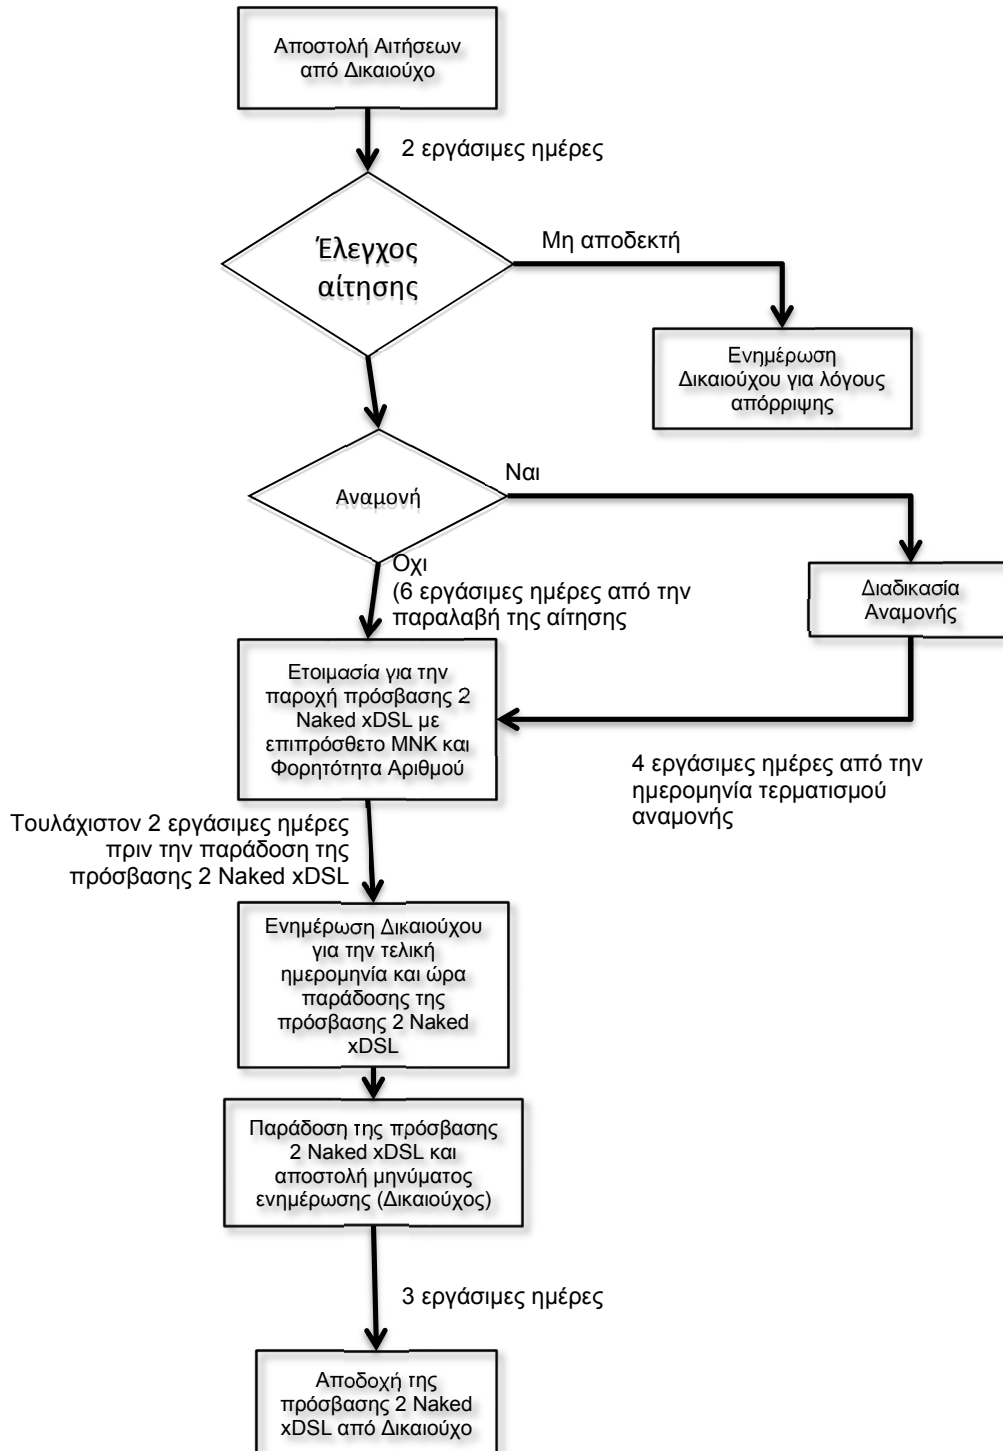 Αποστολή Αιτήσεων
από Δικαιούχο
2 εργάσιμες ημέρες
Έλεγχος
αίτησης
Μη αποδεκτή
Ενημέρωση
Δικαιούχου για λόγους
απόρριψης
Αναμονή
Ναι
Διαδικασία
Αναμονής
Οχι
(6 εργάσιμες ημέρες από την
παραλαβή της αίτησης
Ετοιμασία για την
παροχή πρόσβασης 2
Naked xDSL με
επιπρόσθετο ΜΝΚ και
Φορητότητα Αριθμού
4 εργάσιμες ημέρες από την
ημερομηνία τερματισμού
αναμονής
Τουλάχιστον 2 εργάσιμες ημέρες
πριν την παράδοση της
πρόσβασης 2 Naked xDSL
Ενημέρωση Δικαιούχου
για την τελική
ημερομηνία και ώρα
παράδοσης της
πρόσβασης 2 Naked
xDSL
Παράδοση της πρόσβασης
2 Naked xDSL και
αποστολή μηνύματος
ενημέρωσης (Δικαιούχος)
3 εργάσιμες ημέρες
Αποδοχή της
πρόσβασης 2 Naked
xDSL από Δικαιούχο